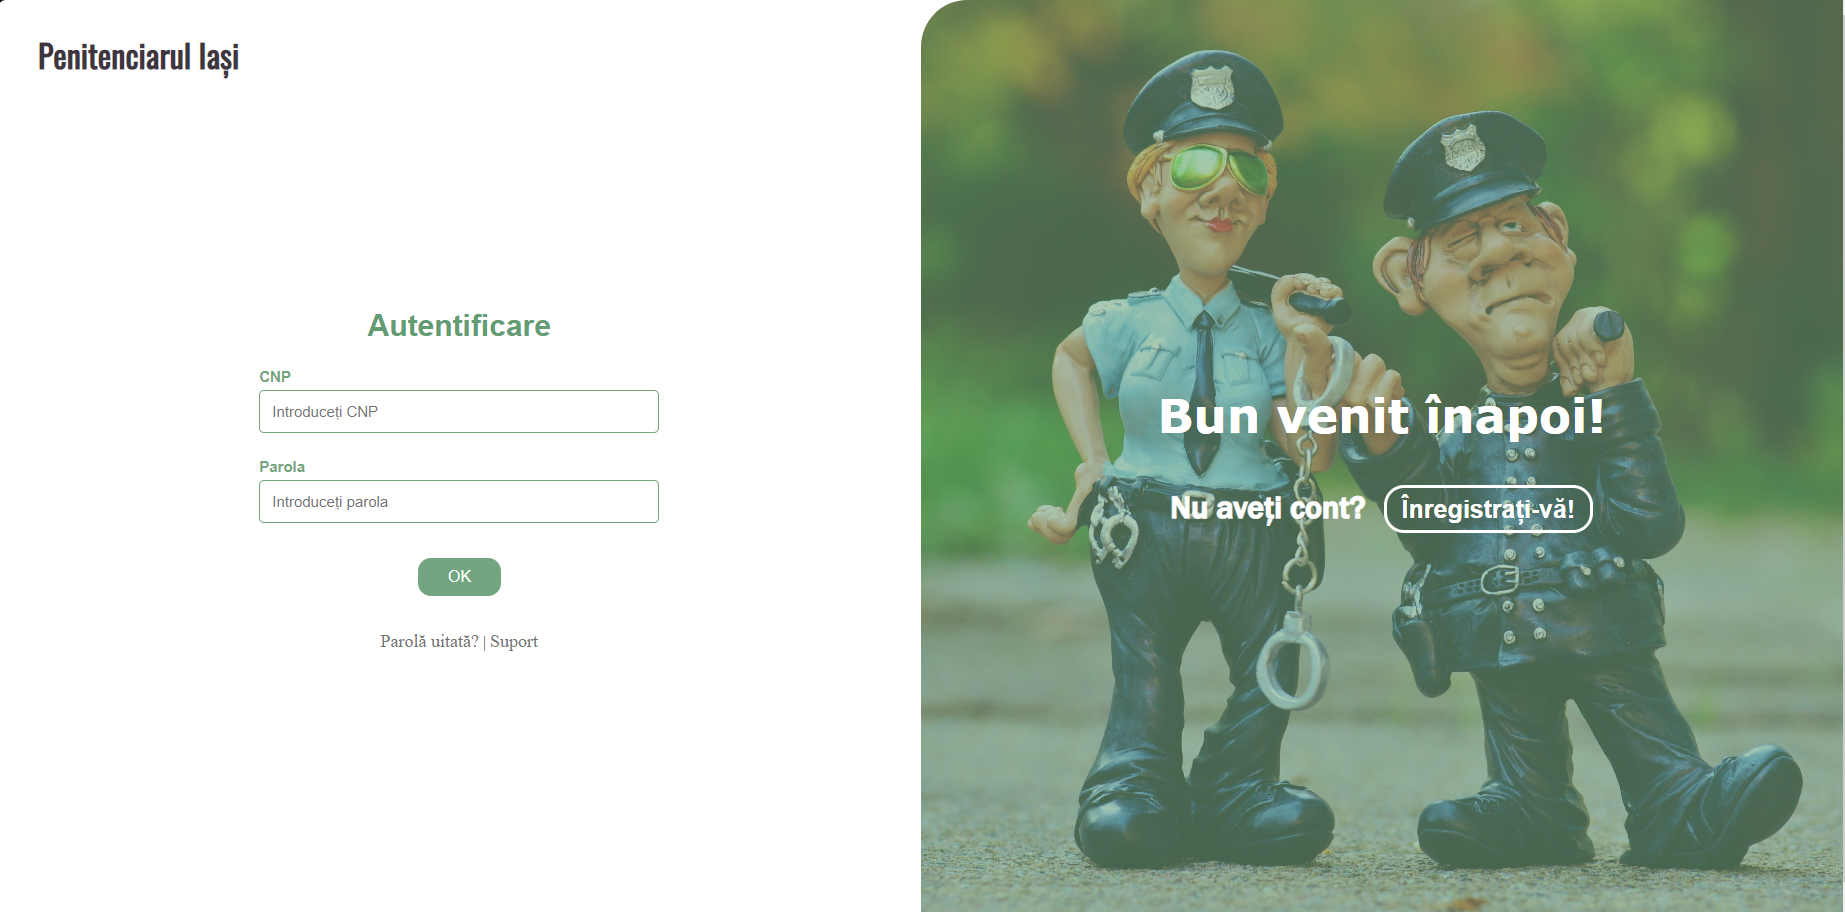 Penitenciarul Iași
Autentificare
CNP
Introduceți CNP
Parola
Introduceți parola
OK
Parolă uitată? | Suport
Bun venit înapoi!
Nu aveți cont? Înregistrați-vă!